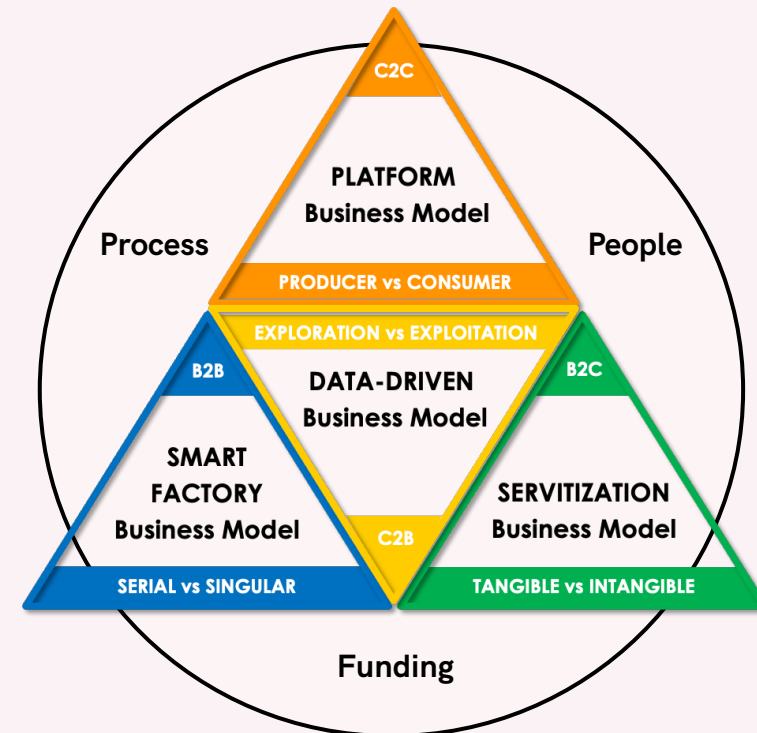 C2C
PLATFORM
Business Model
Process
People
PRODUCER vs CONSUMER
EXPLORATION vs EXPLOITATION
B2B
B2C
DATA-DRIVEN
Business Model
SMART
FACTORY
Business Model
SERVITIZATION
Business Model
C2B
SERIAL vs SINGULAR
TANGIBLE vs INTANGIBLE
Funding